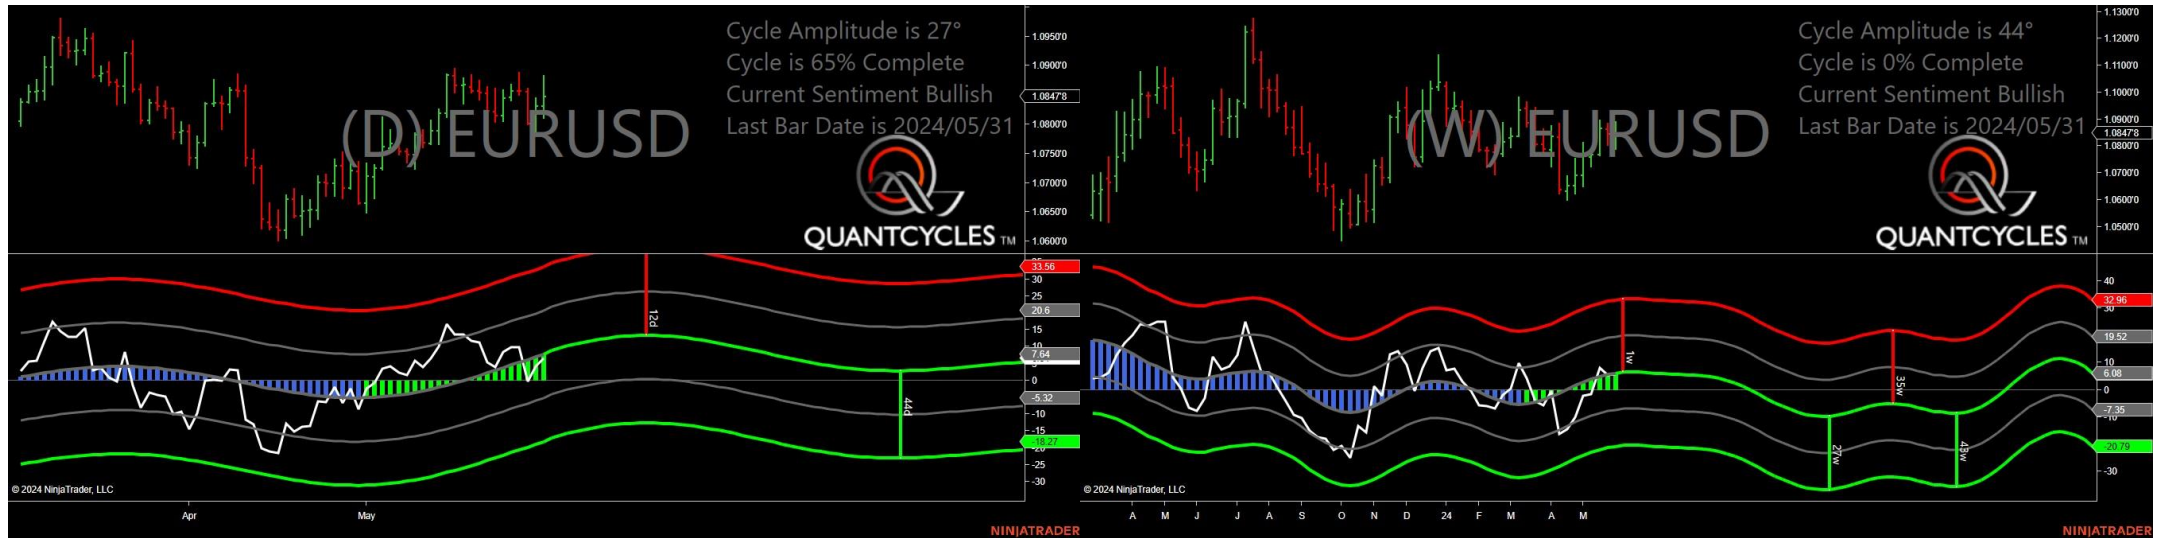 Cycle Amplitude is 27°
Cycle is 65% Complete
Current Sentiment Bullish
Last Bar Date is 2024/05/31
(D) EURUSD
QUANTCYCLES TM
1.0950'0
1.0900'0
1.0847'8
1.0800'0
1.0750'0
1.0700'0
1.0650'0
1.0600'0
33.56
30
25
20.6
15
10
7.64
0
-5.32
-10
-15
-18.27
-20
-25
-30
12d
44d
© 2024 NinjaTrader, LLC
Apr May
NINJATRADER
Cycle Amplitude is 44°
Cycle is 0% Complete
Current Sentiment Bullish
Last Bar Date is 2024/05/31
(W) EURUSD
QUANTCYCLES TM
1.1300'0
1.1200'0
1.1100'0
1.1000'0
1.0900'0
1.0847'8
1.0800'0
1.0700'0
1.0600'0
1.0500'0
40
32.96
30
19.52
10
6.08
0
-7.35
-20.79
-30
1w
35w
27w
43w
© 2024 NinjaTrader, LLC
A M J J A S O N D 24 F M A M
NINJATRADER